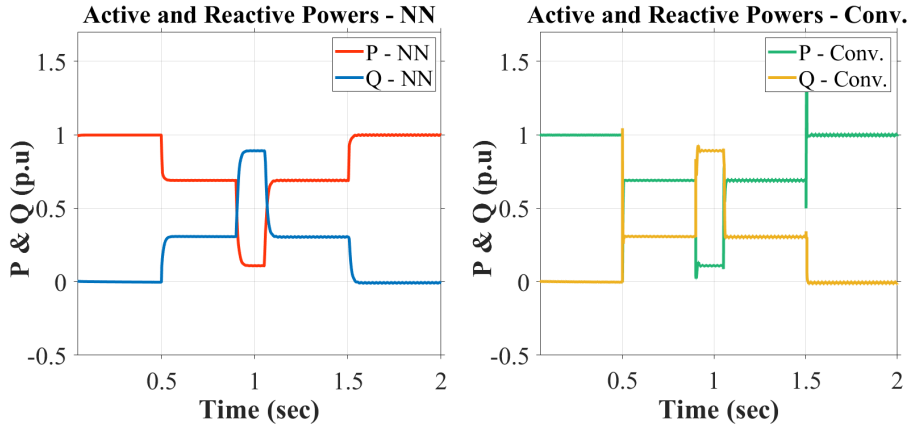 Active and Reactive Powers - NN
P & Q (p.u)
1.5
1
0.5
0
-0.5
P - NN
Q - NN
0.5 1 1.5 2
Time (sec)
Active and Reactive Powers - Conv.
P & Q (p.u)
1.5
1
0.5
0
-0.5
P - Conv.
Q - Conv.
0.5 1 1.5 2
Time (sec)